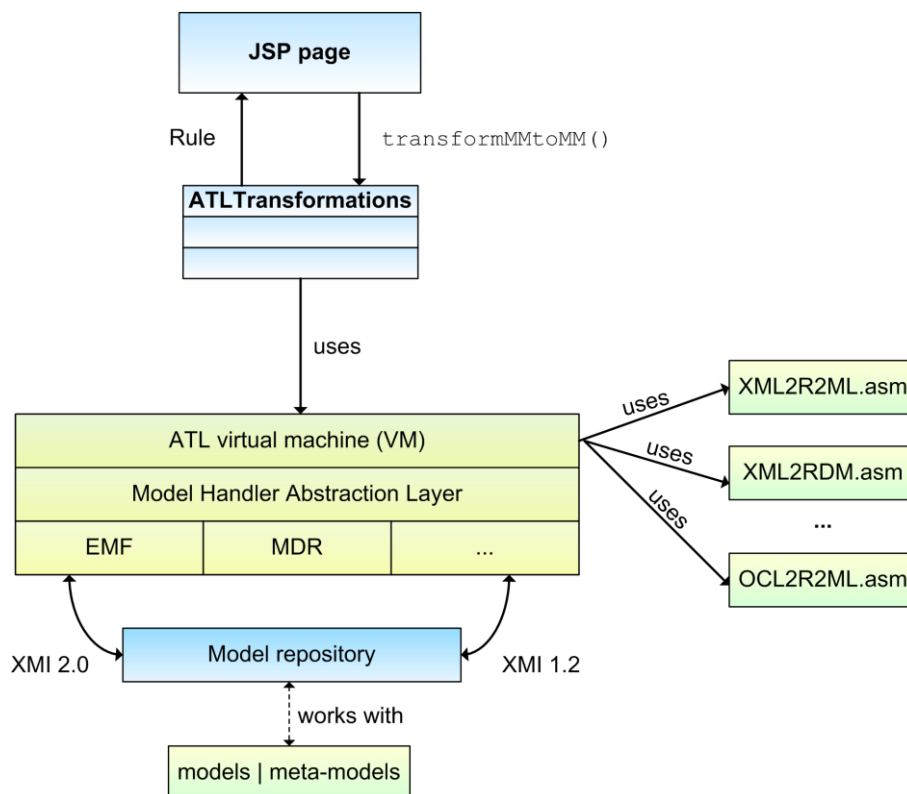 JSP page
Rule
transformMMtoMM()
ATLTransformations
uses
XML2R2ML.asm
uses
ATL virtual machine (VM)
uses
XML2RDM.asm
Model Handler Abstraction Layer
uses
...
EMF
MDR
...
OCL2R2ML.asm
XMI 2.0
Model repository
XMI 1.2
works with
models | meta-models